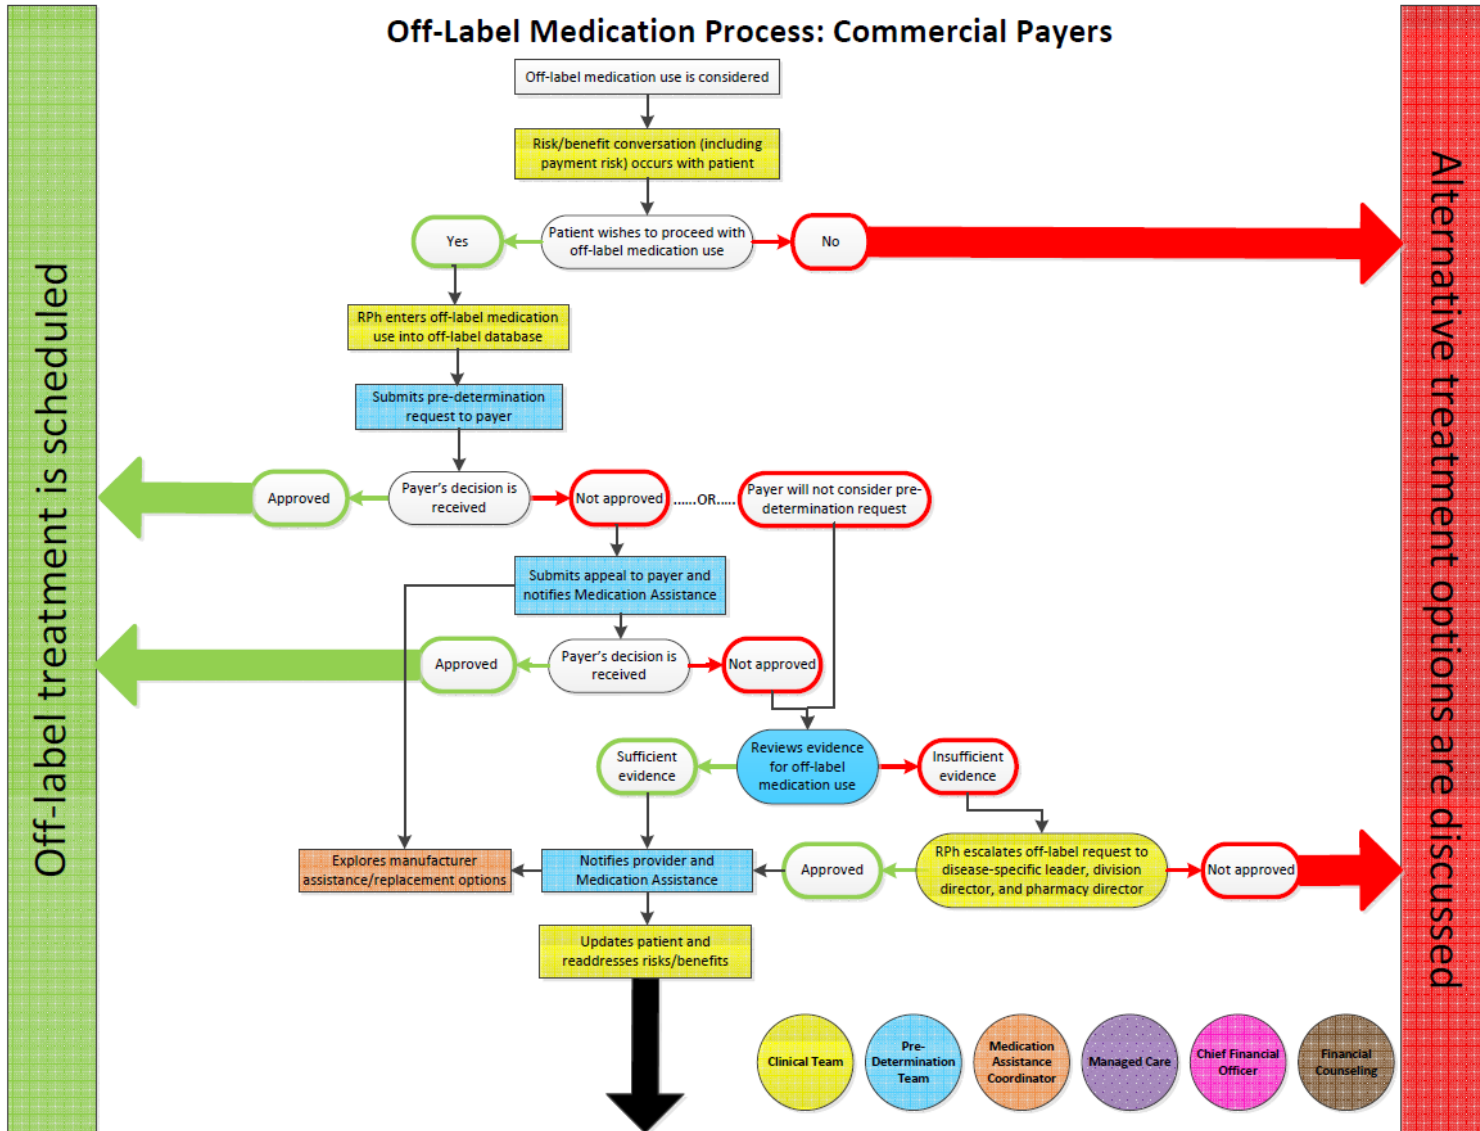 Off-Label Medication Process: Commercial Payers
Off-label medication use is considered
Risk/benefit conversation (including
payment risk) occurs with patient
Patient wishes to proceed with
off-label medication use
Yes
No
RPh enters off-label medication
use into off-label database
Submits pre-determination
request to payer
Payer's decision is
received
Approved
Not approved
......OR.....
Payer will not consider pre-
determination request
Submits appeal to payer and
notifies Medication Assistance
Payer's decision is
received
Approved
Not approved
Reviews evidence
for off-label
medication use
Sufficient
evidence
Insufficient
evidence
Explores manufacturer
assistance/replacement options
Notifies provider and
Medication Assistance
Approved
RPh escalates off-label request to
disease-specific leader, division
director, and pharmacy director
Not approved
Updates patient and
readdresses risks/benefits
Off-label treatment is scheduled
Alternative treatment options are discussed
Clinical Team
Pre-
Determination
Team
Medication
Assistance
Coordinator
Managed Care
Chief Financial
Officer
Financial
Counseling